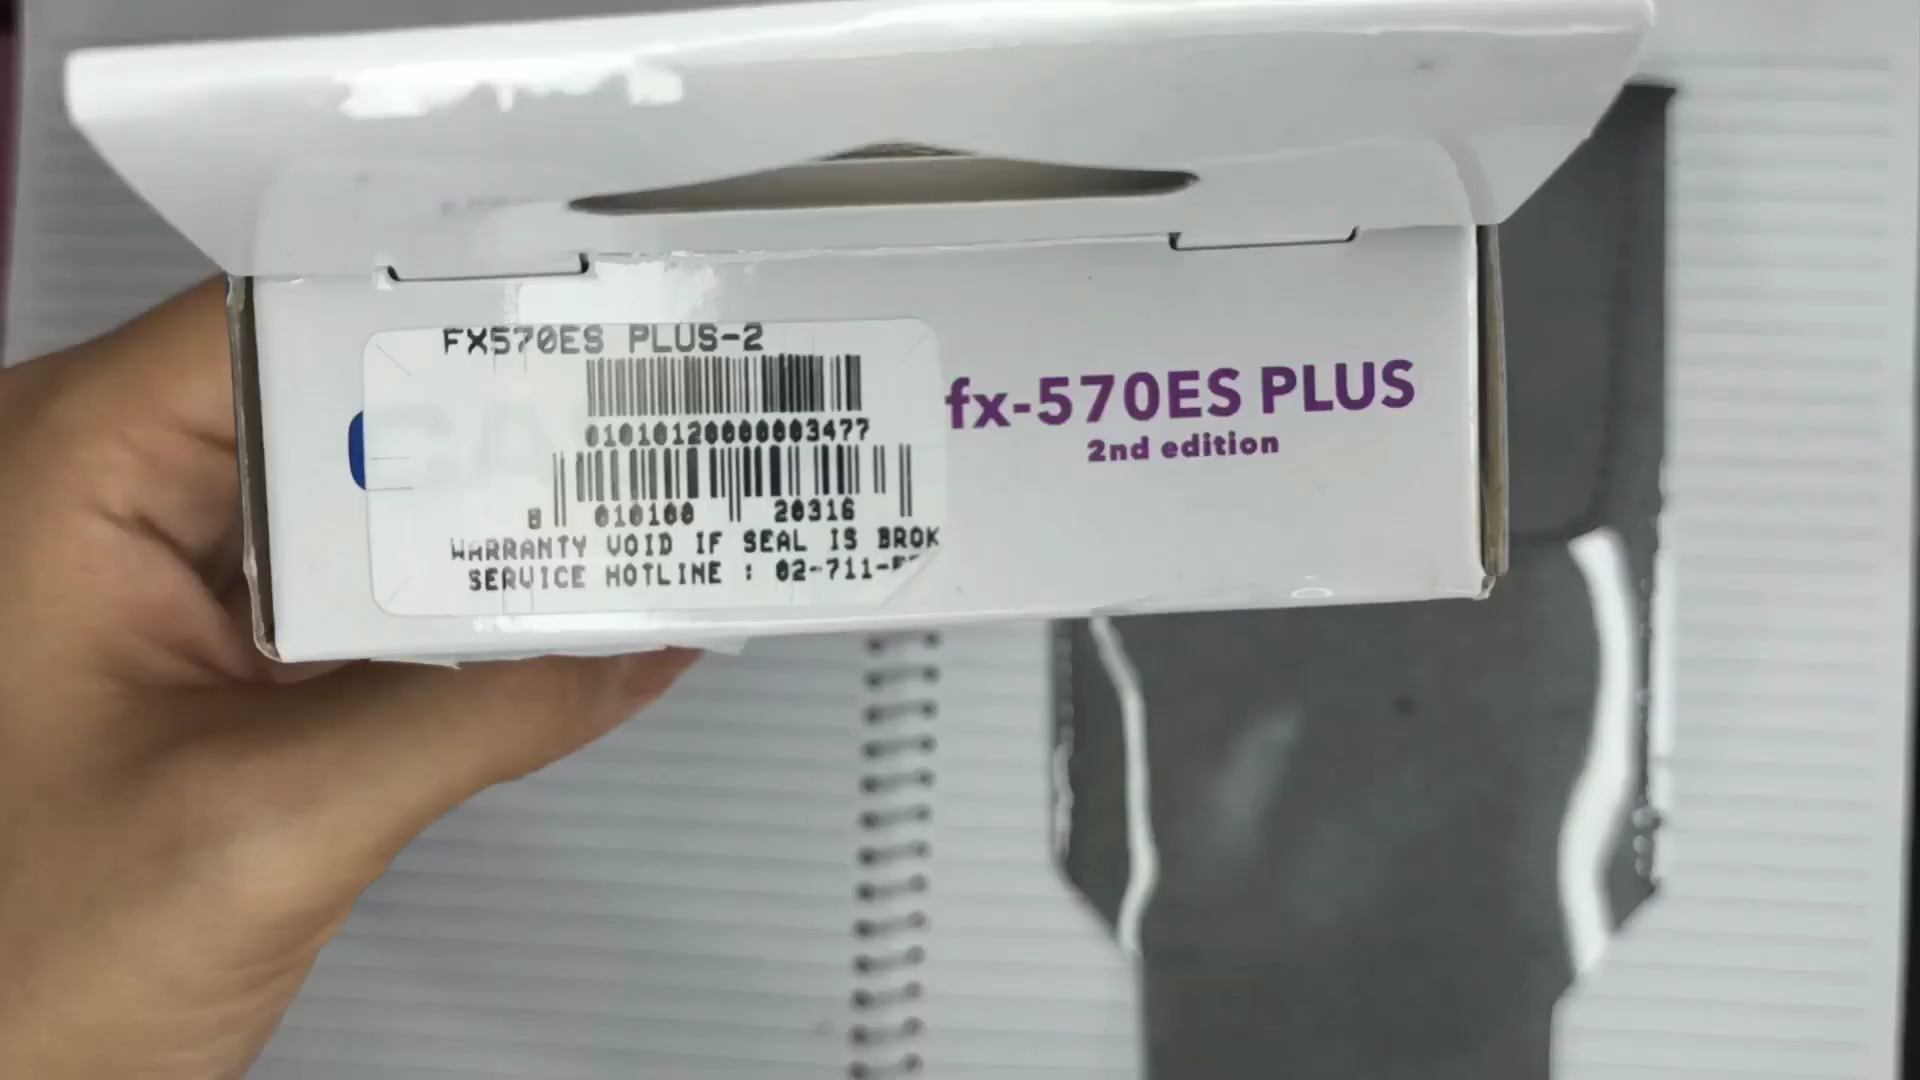 FX570ES PLUS-2
01010120000003477
8 010100 20316
WARRANTY VOID IF SEAL IS BROK
SERVICE HOTLINE : 02-711-
fx-570ES PLUS
2nd edition